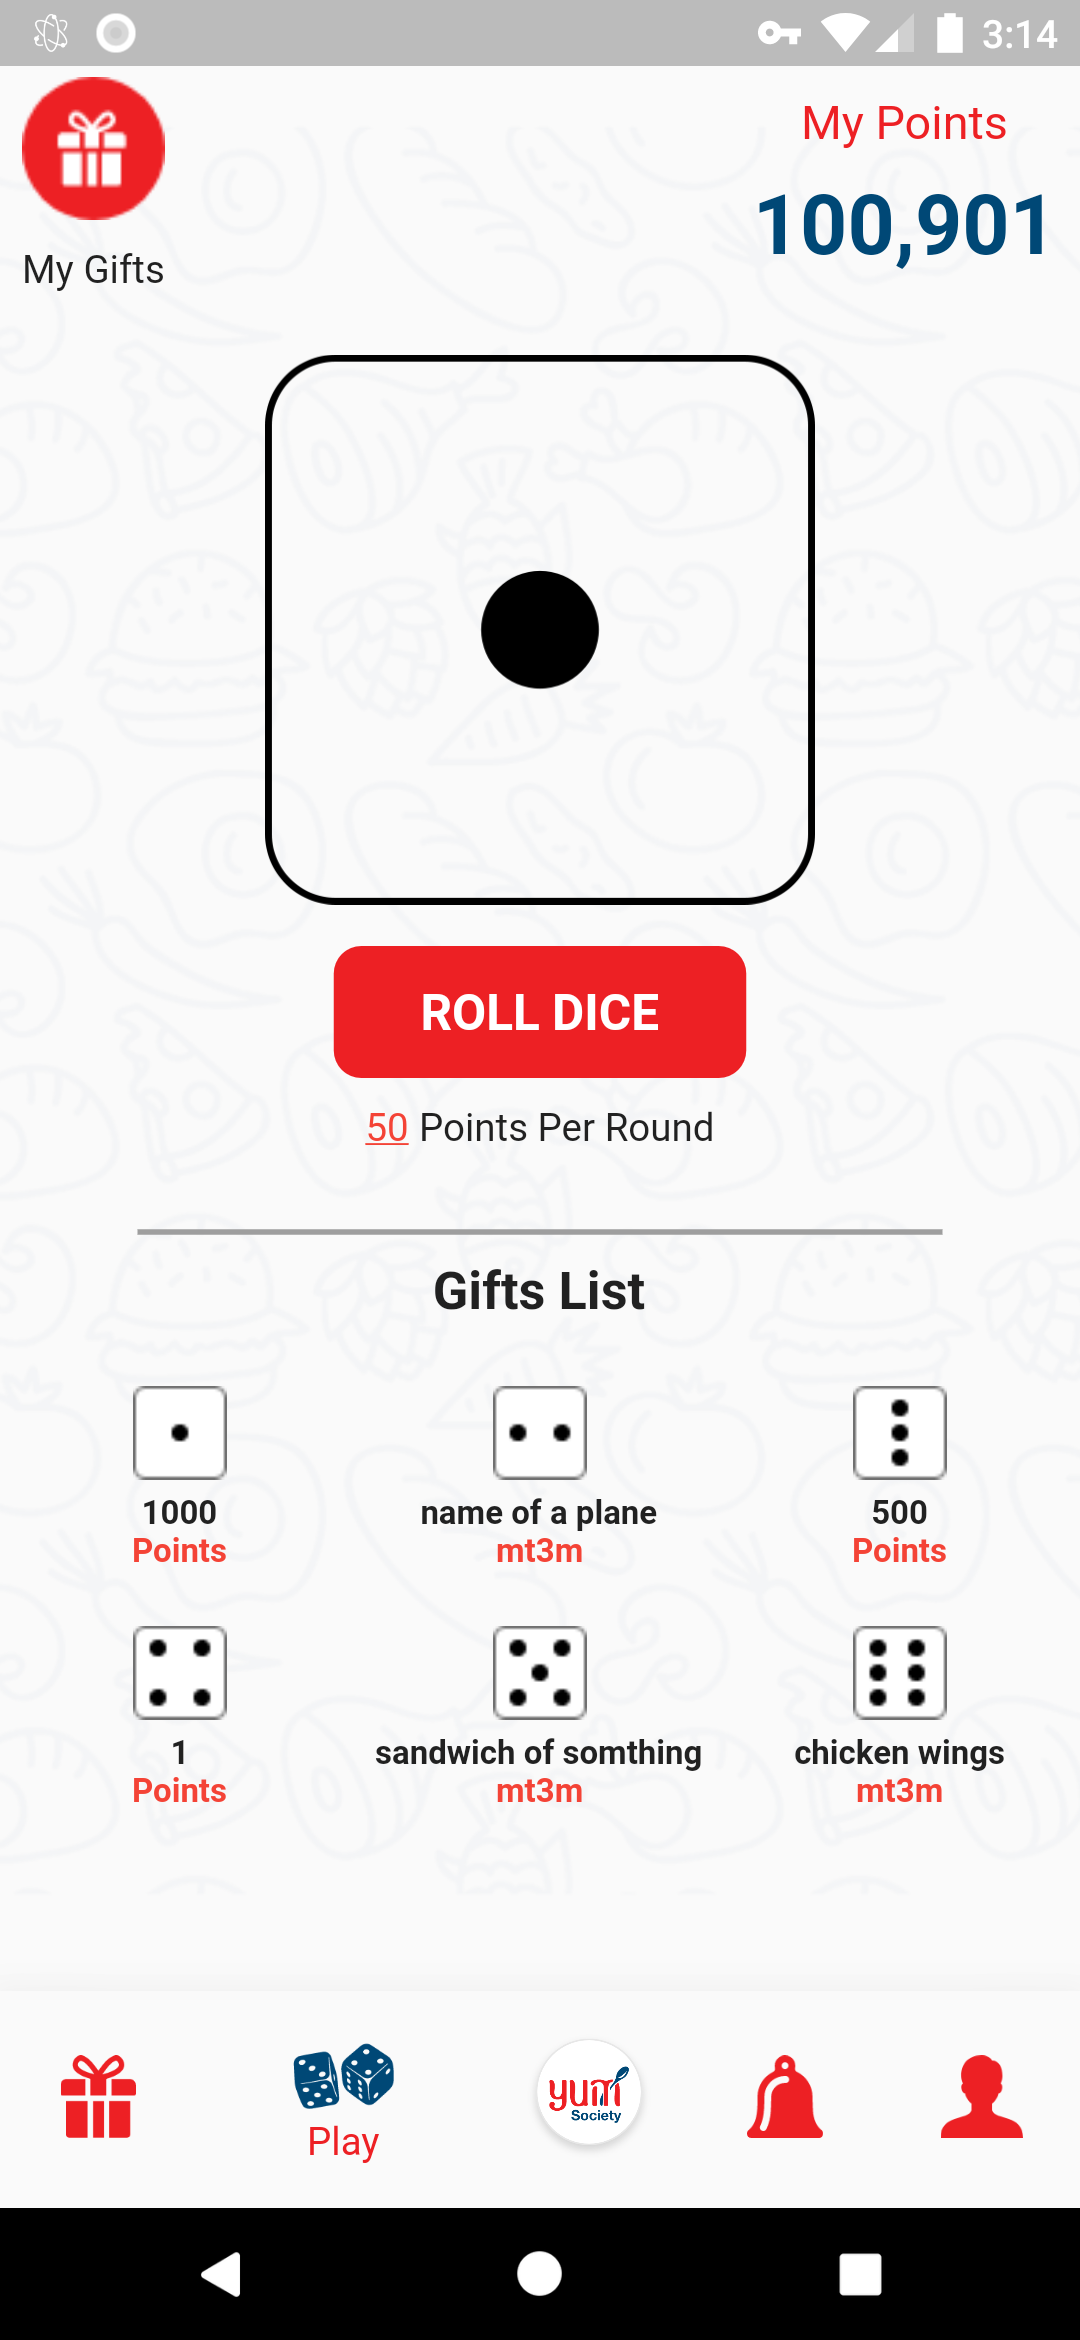 3:14
My Points
100,901
My Gifts
ROLL DICE
50 Points Per Round
Gifts List
1000
Points
name of a plane
mt3m
500
Points
1
Points
sandwich of somthing
mt3m
chicken wings
mt3m
yum
Society
Play